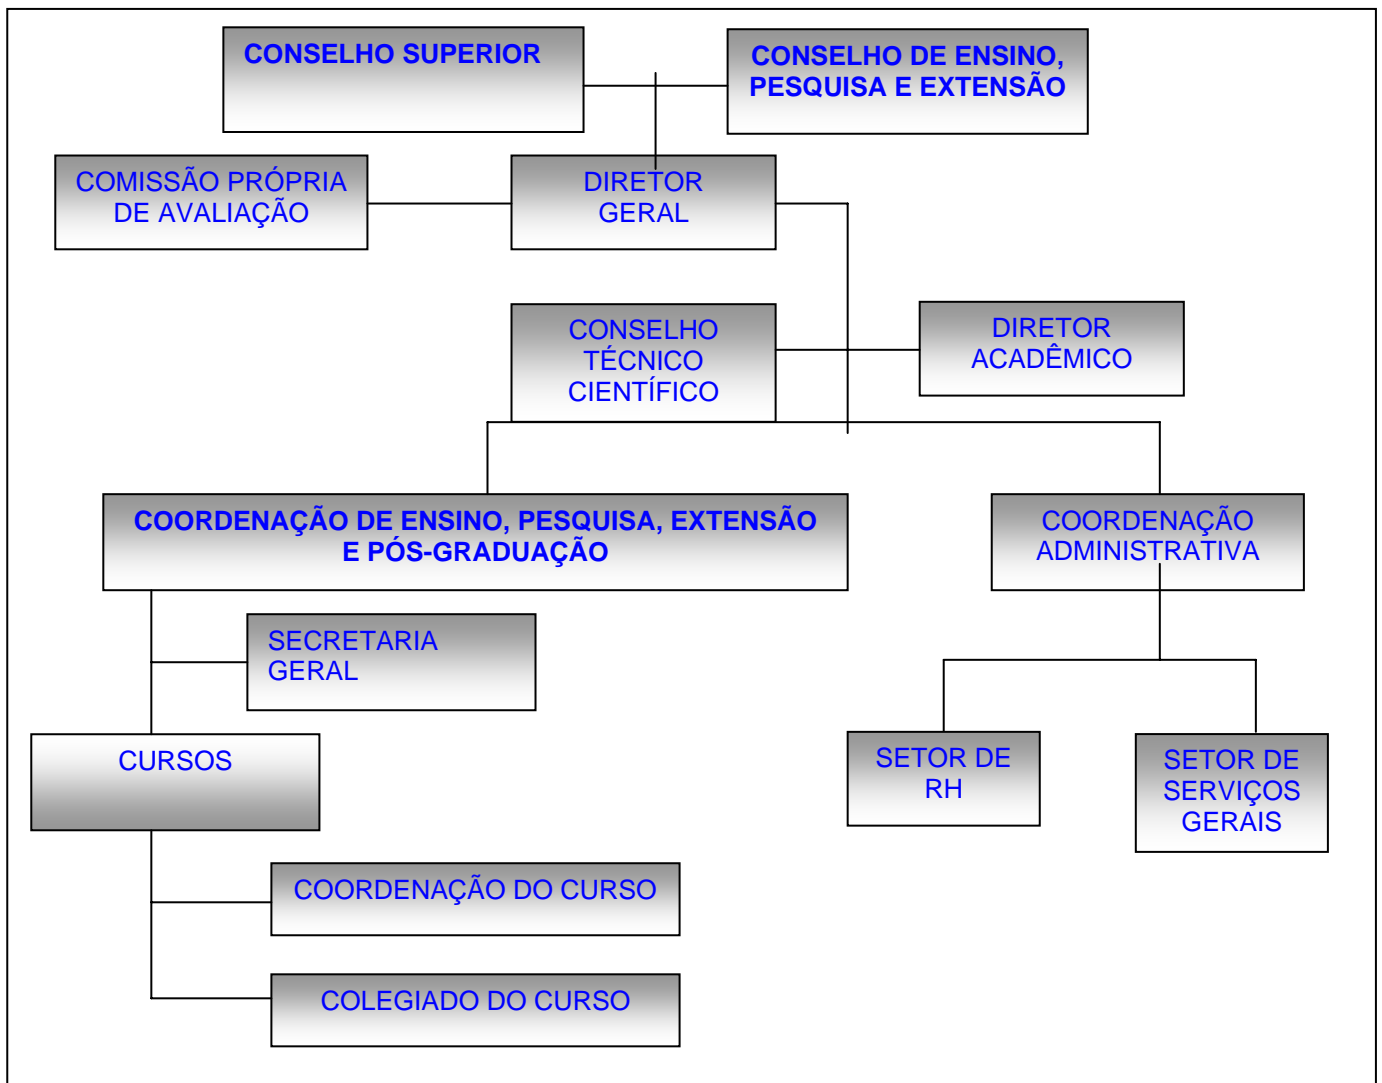 CONSELHO SUPERIOR
CONSELHO DE ENSINO,
PESQUISA E EXTENSÃO
COMISSÃO PRÓPRIA
DE AVALIAÇÃO
DIRETOR
GERAL
CONSELHO
TÉCNICO
CIENTÍFICO
DIRETOR
ACADÊMICO
COORDENAÇÃO DE ENSINO, PESQUISA, EXTENSÃO
E PÓS-GRADUAÇÃO
COORDENAÇÃO
ADMINISTRATIVA
SECRETARIA
GERAL
CURSOS
SETOR DE
RH
SETOR DE
SERVIÇOS
GERAIS
COORDENAÇÃO DO CURSO
COLEGIADO DO CURSO